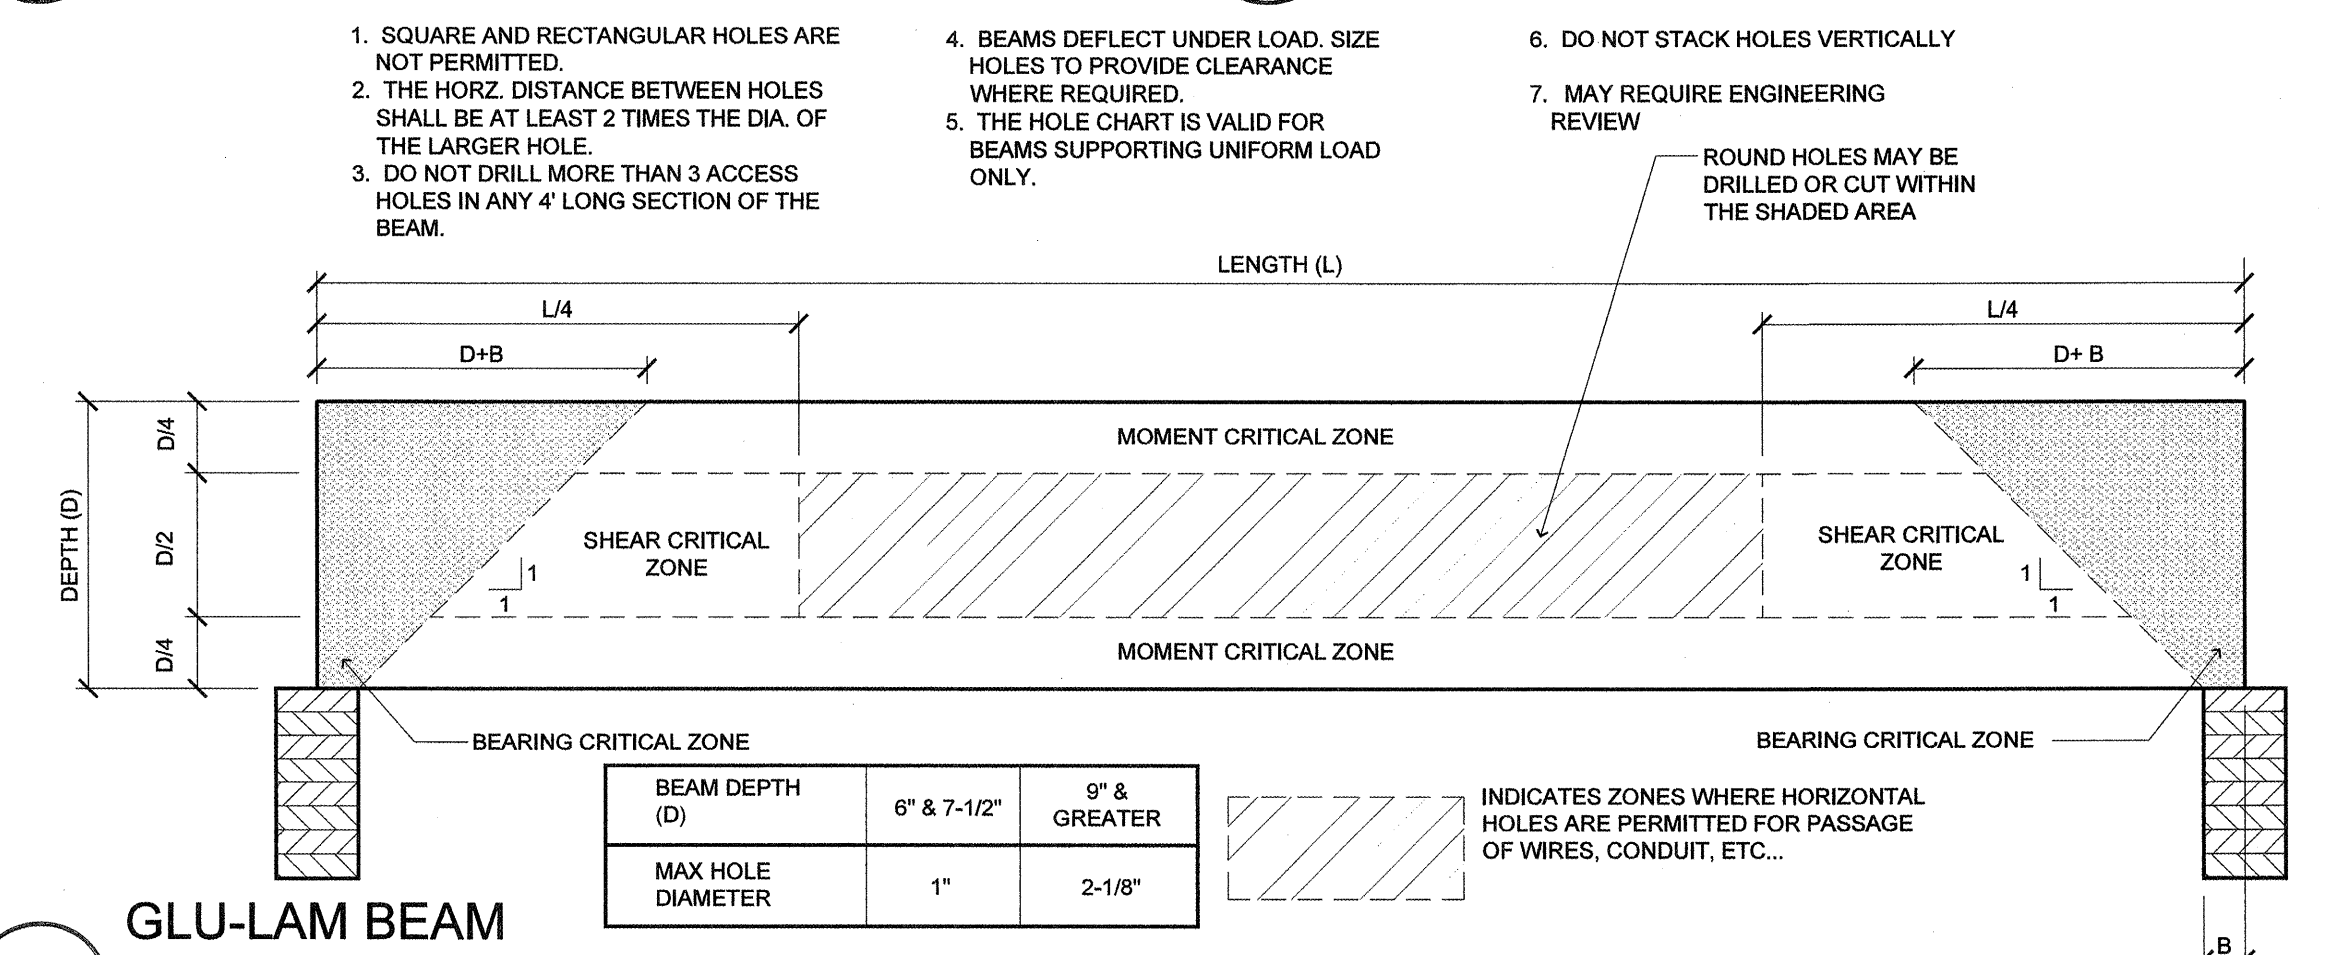 1. SQUARE AND RECTANGULAR HOLES ARE
NOT PERMITTED.
2. THE HORZ. DISTANCE BETWEEN HOLES
SHALL BE AT LEAST 2 TIMES THE DIA. OF
THE LARGER HOLE.
3. DO NOT DRILL MORE THAN 3 ACCESS
HOLES IN ANY 4' LONG SECTION OF THE
BEAM.
4. BEAMS DEFLECT UNDER LOAD. SIZE
HOLES TO PROVIDE CLEARANCE
WHERE REQUIRED.
5. THE HOLE CHART IS VALID FOR
BEAMS SUPPORTING UNIFORM LOAD
ONLY.
6. DO NOT STACK HOLES VERTICALLY
7. MAY REQUIRE ENGINEERING
REVIEW
ROUND HOLES MAY BE
DRILLED OR CUT WITHIN
THE SHADED AREA
LENGTH (L)
L/4
L/4
D+B
D+ B
DEPTH (D)
D/4
D/2
D/4
MOMENT CRITICAL ZONE
SHEAR CRITICAL
ZONE
1
1
SHEAR CRITICAL
ZONE
1
1
MOMENT CRITICAL ZONE
BEARING CRITICAL ZONE
BEARING CRITICAL ZONE
BEAM DEPTH
(D)
6" & 7-1/2"
9" &
GREATER
MAX HOLE
DIAMETER
1"
2-1/8"
INDICATES ZONES WHERE HORIZONTAL
HOLES ARE PERMITTED FOR PASSAGE
OF WIRES, CONDUIT, ETC...
GLU-LAM BEAM
B